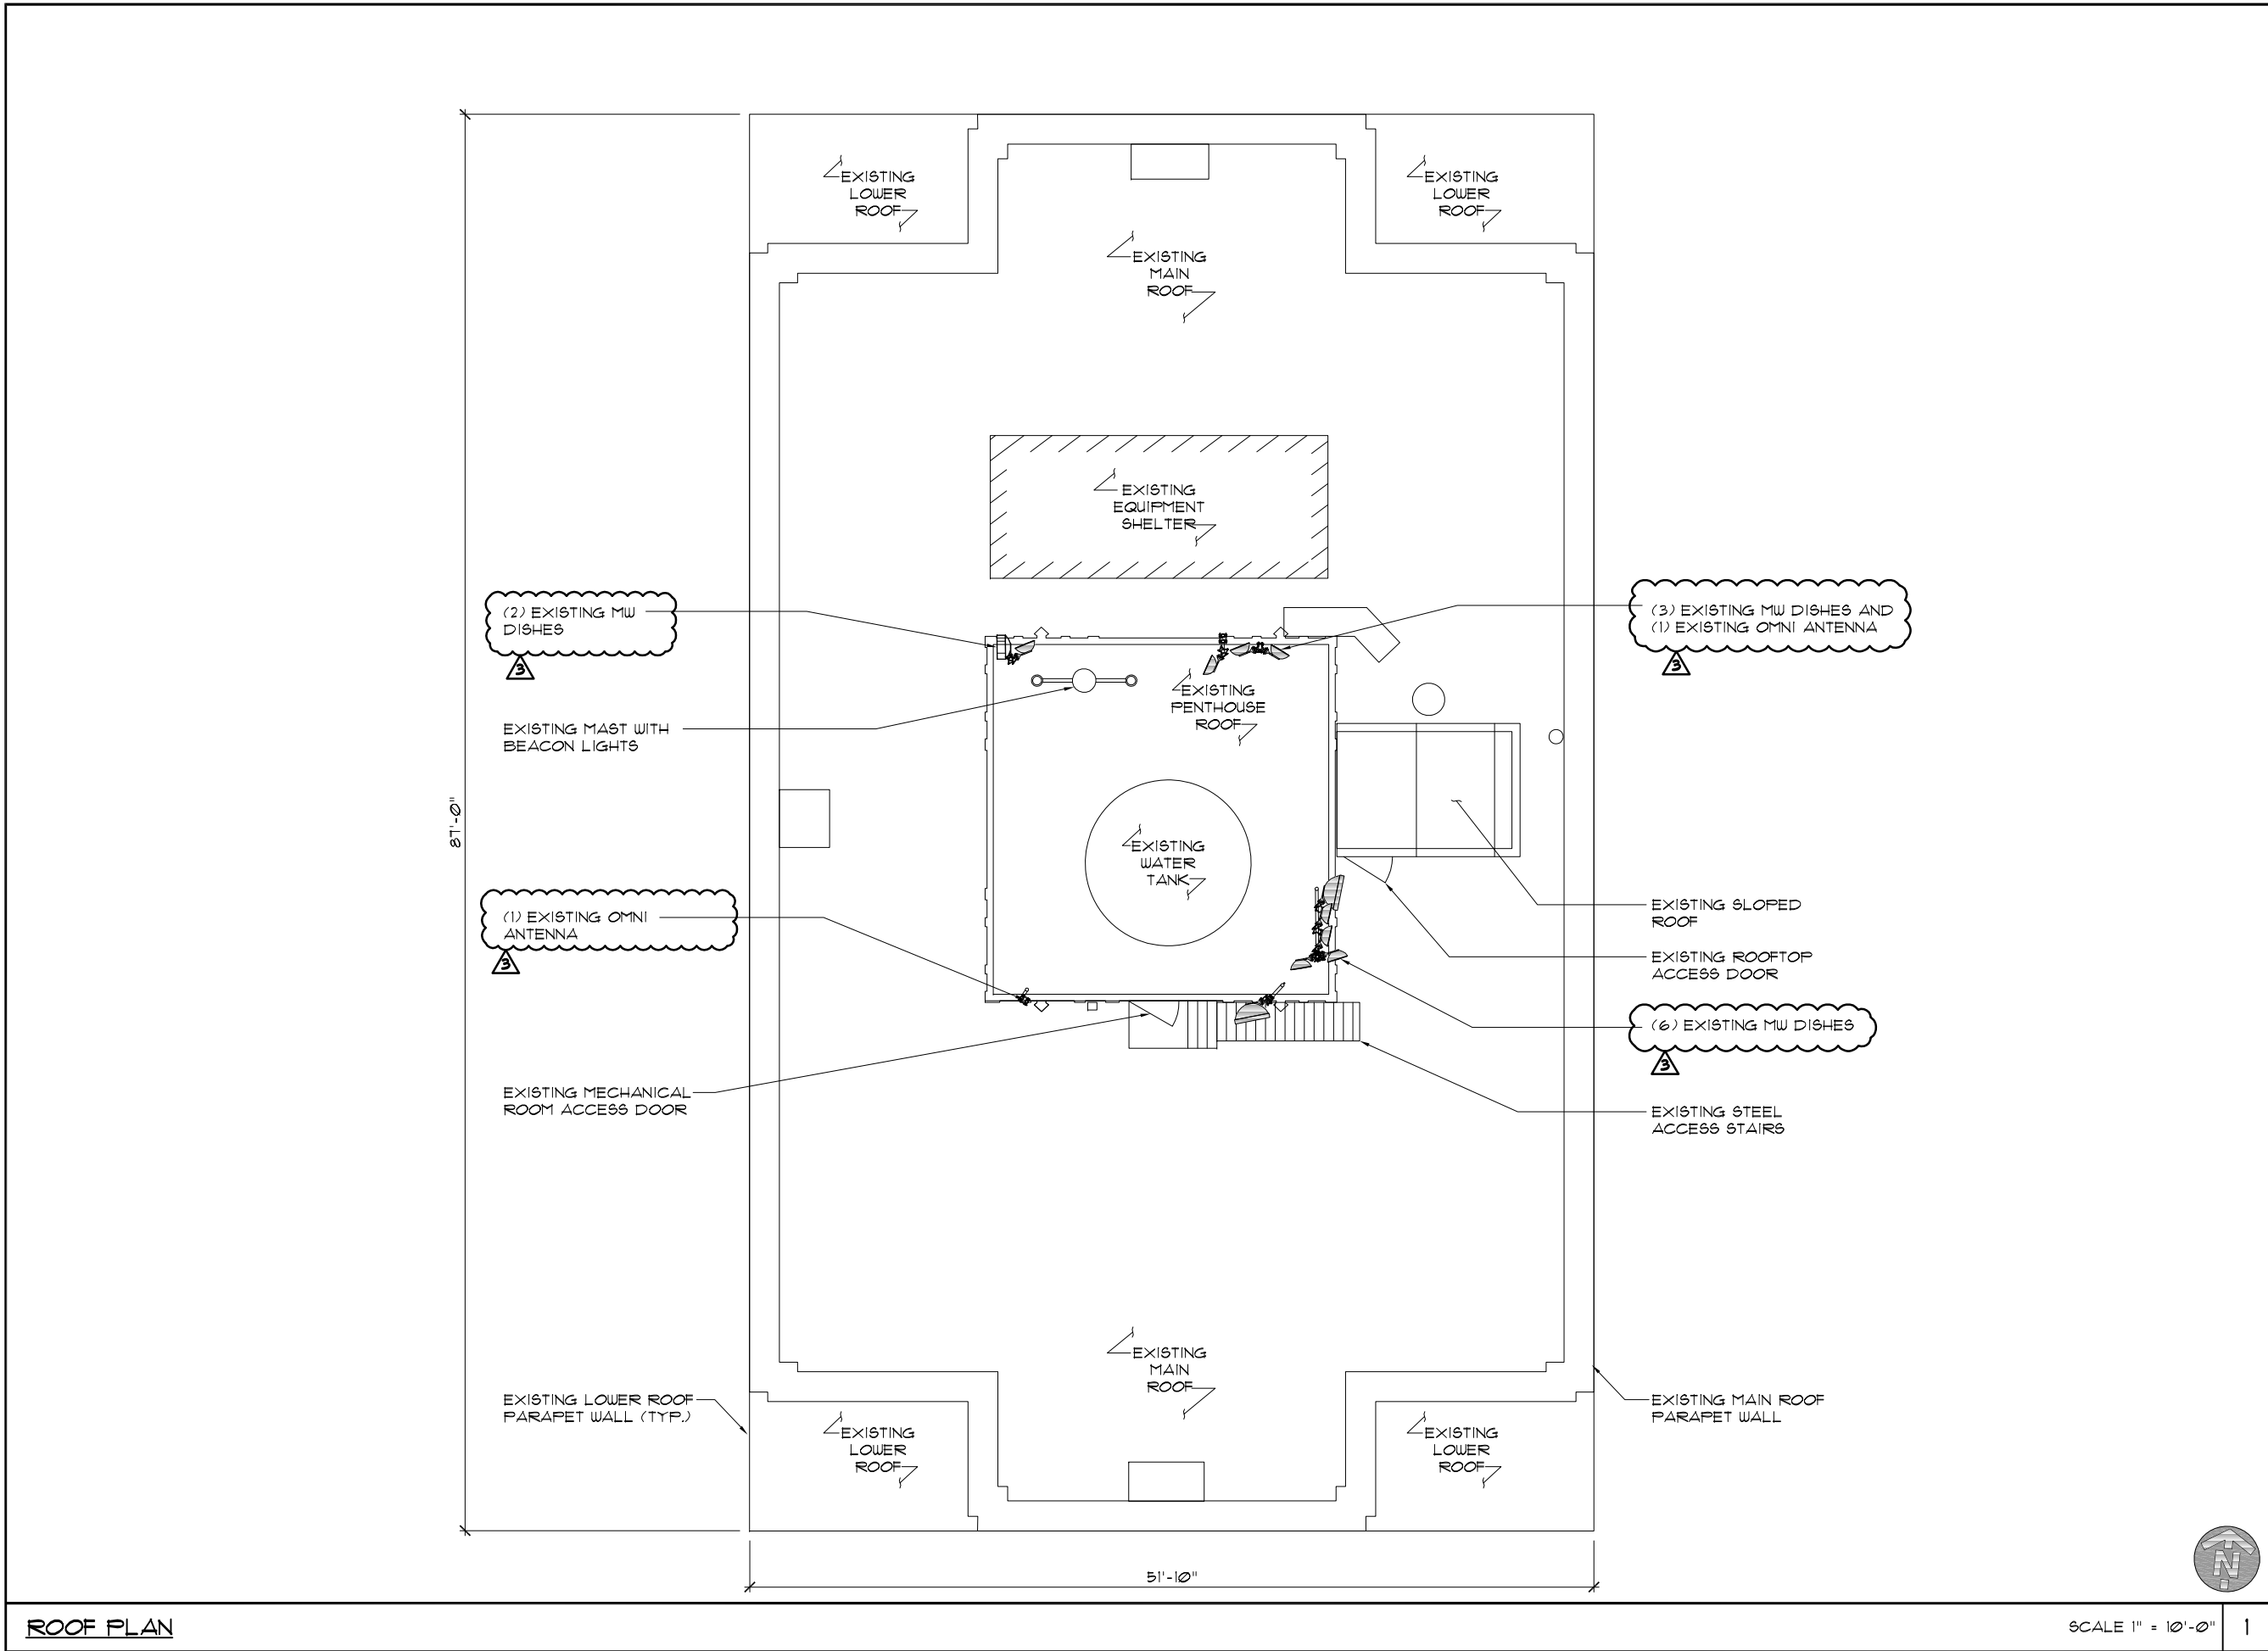 EXISTING
LOWER
ROOF
EXISTING
LOWER
ROOF
EXISTING
MAIN
ROOF
EXISTING
EQUIPMENT
SHELTER
(2) EXISTING MW
DISHES
3
(3) EXISTING MW DISHES AND
(1) EXISTING OMNI ANTENNA
3
EXISTING MAST WITH
BEACON LIGHTS
EXISTING
PENTHOUSE
ROOF
87'-0"
EXISTING
WATER
TANK
(1) EXISTING OMNI
ANTENNA
3
EXISTING SLOPED
ROOF
EXISTING ROOFTOP
ACCESS DOOR
(6) EXISTING MW DISHES
3
EXISTING MECHANICAL
ROOM ACCESS DOOR
EXISTING STEEL
ACCESS STAIRS
EXISTING
MAIN
ROOF
EXISTING LOWER ROOF
PARAPET WALL (TYP.)
EXISTING MAIN ROOF
PARAPET WALL
EXISTING
LOWER
ROOF
EXISTING
LOWER
ROOF
51'-10"
N
ROOF PLAN
SCALE 1" = 10'-0"
1